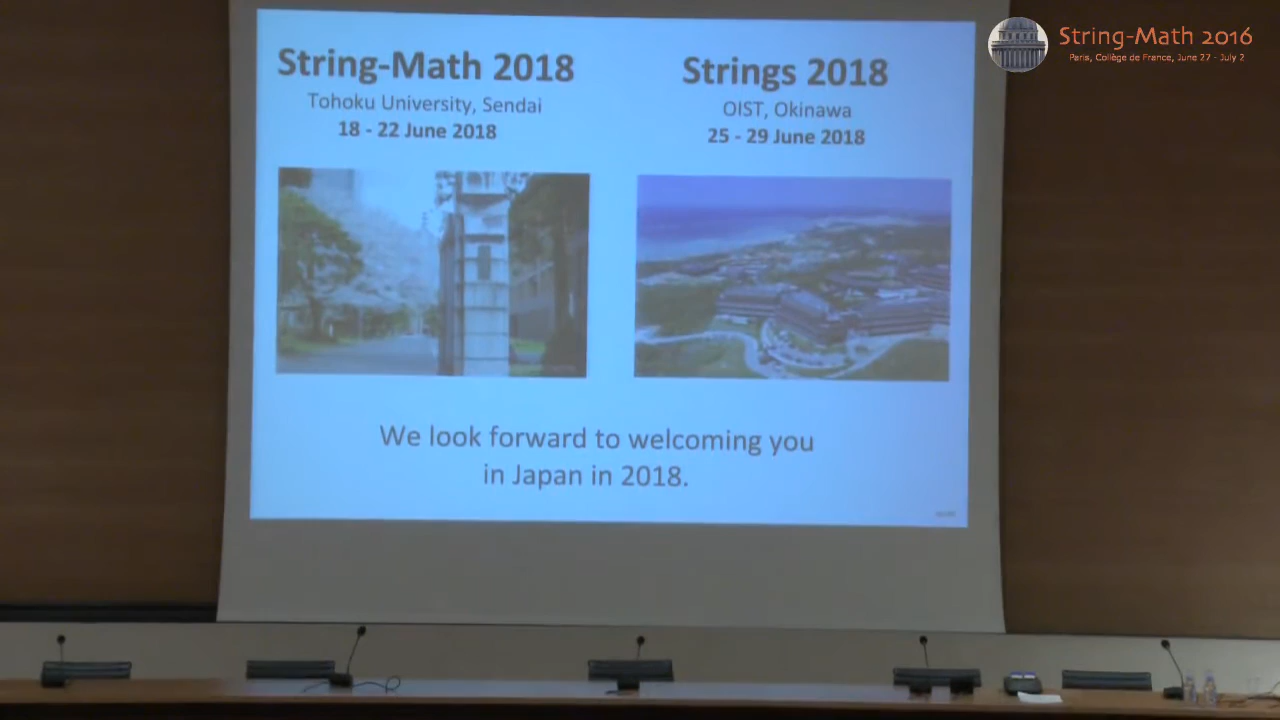 String-Math 2018
Tohoku University, Sendai
18 - 22 June 2018
Strings 2018
OIST, Okinawa
25 - 29 June 2018
We look forward to welcoming you
in Japan in 2018.
String-Math 2016
Paris, Collège de France, June 27 - July 2